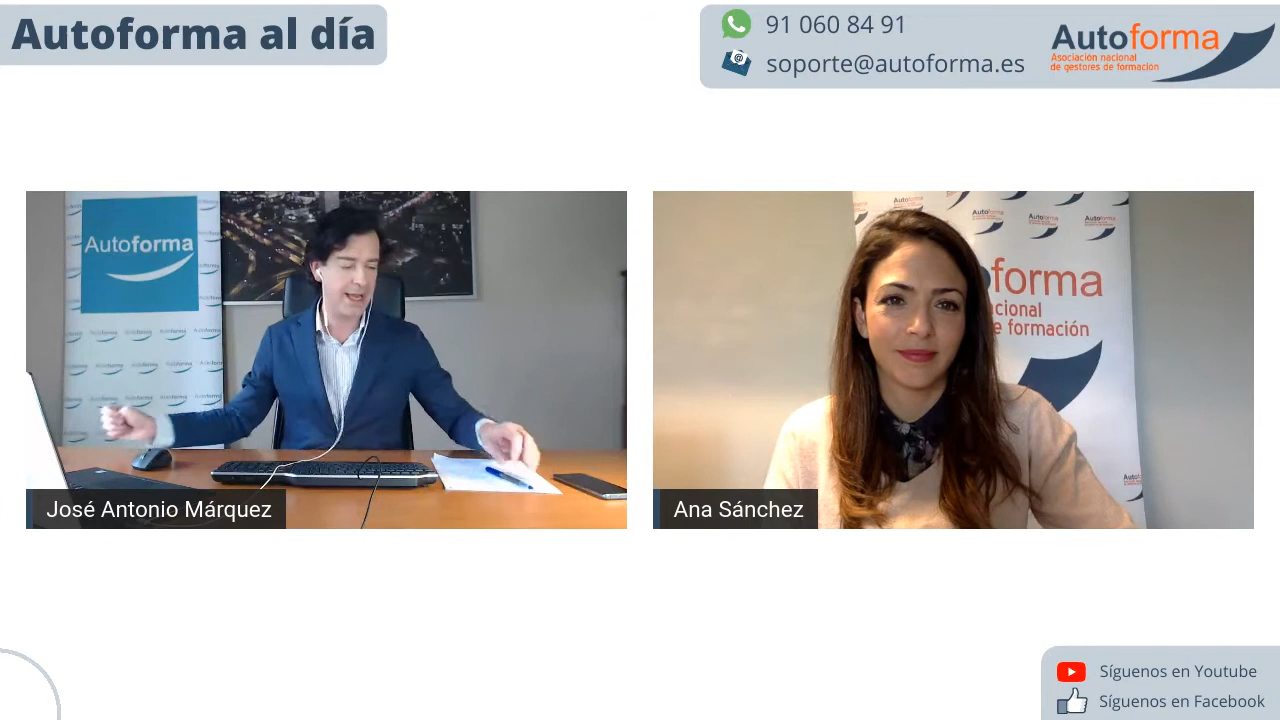 Autoforma al día
91 060 84 91
soporte@autoforma.es
Autoforma
Asociación nacional
de gestores de formación
Autoforma
forma
cional
e formación
José Antonio Márquez
Ana Sánchez
Síguenos en Youtube
Síguenos en Facebook